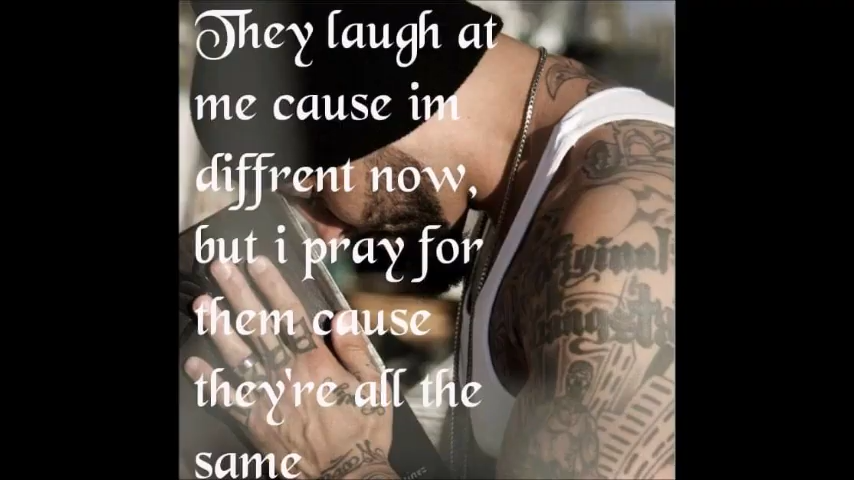 They laugh at
me cause im
diffrent now,
but i pray for
them cause
they're all the
same